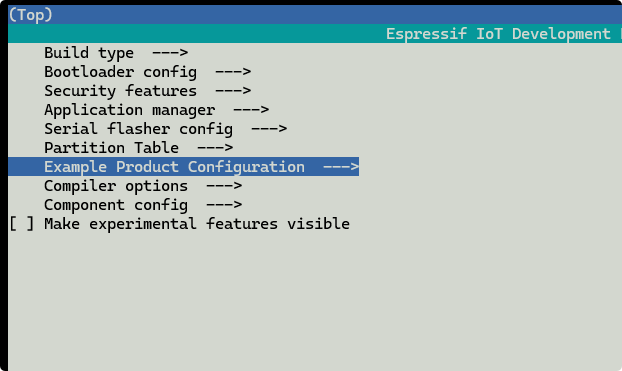 (Top)
Espressif IoT Development
Build type  --->
Bootloader config  --->
Security features  --->
Application manager  --->
Serial flasher config  --->
Partition Table  --->
Example Product Configuration  --->
Compiler options  --->
Component config  --->
[ ] Make experimental features visible